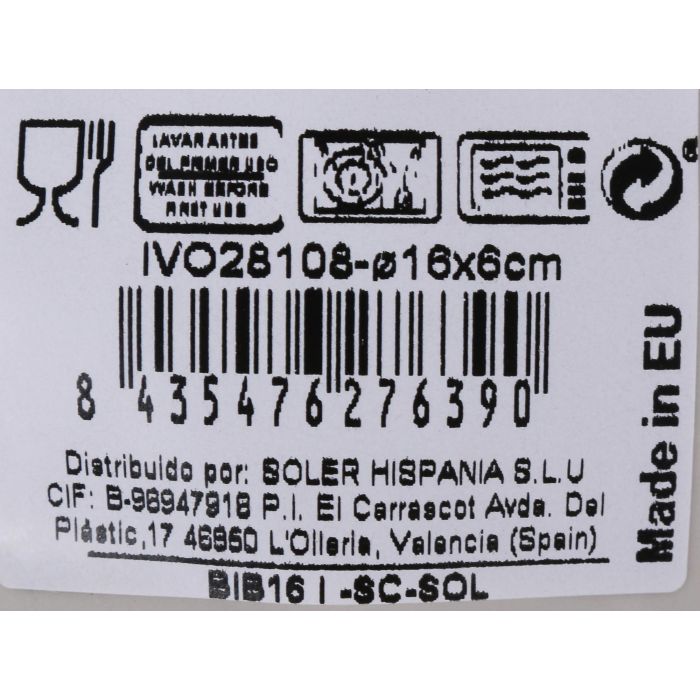 LAVAR ANTES
DEL PRIMER USO
WASH BEFORE
FIRST USE
IVO28108-ø16x6cm
8 435476 276390
Distribuido por: SOLER HISPANIA S.L.U
CIF: B-96947918 P.I. El Carrascot Avda. Del
Plástic,17 46850 L'Olleria, Valencia (Spain)
BIB16 I -SC-SOL
Made in EU